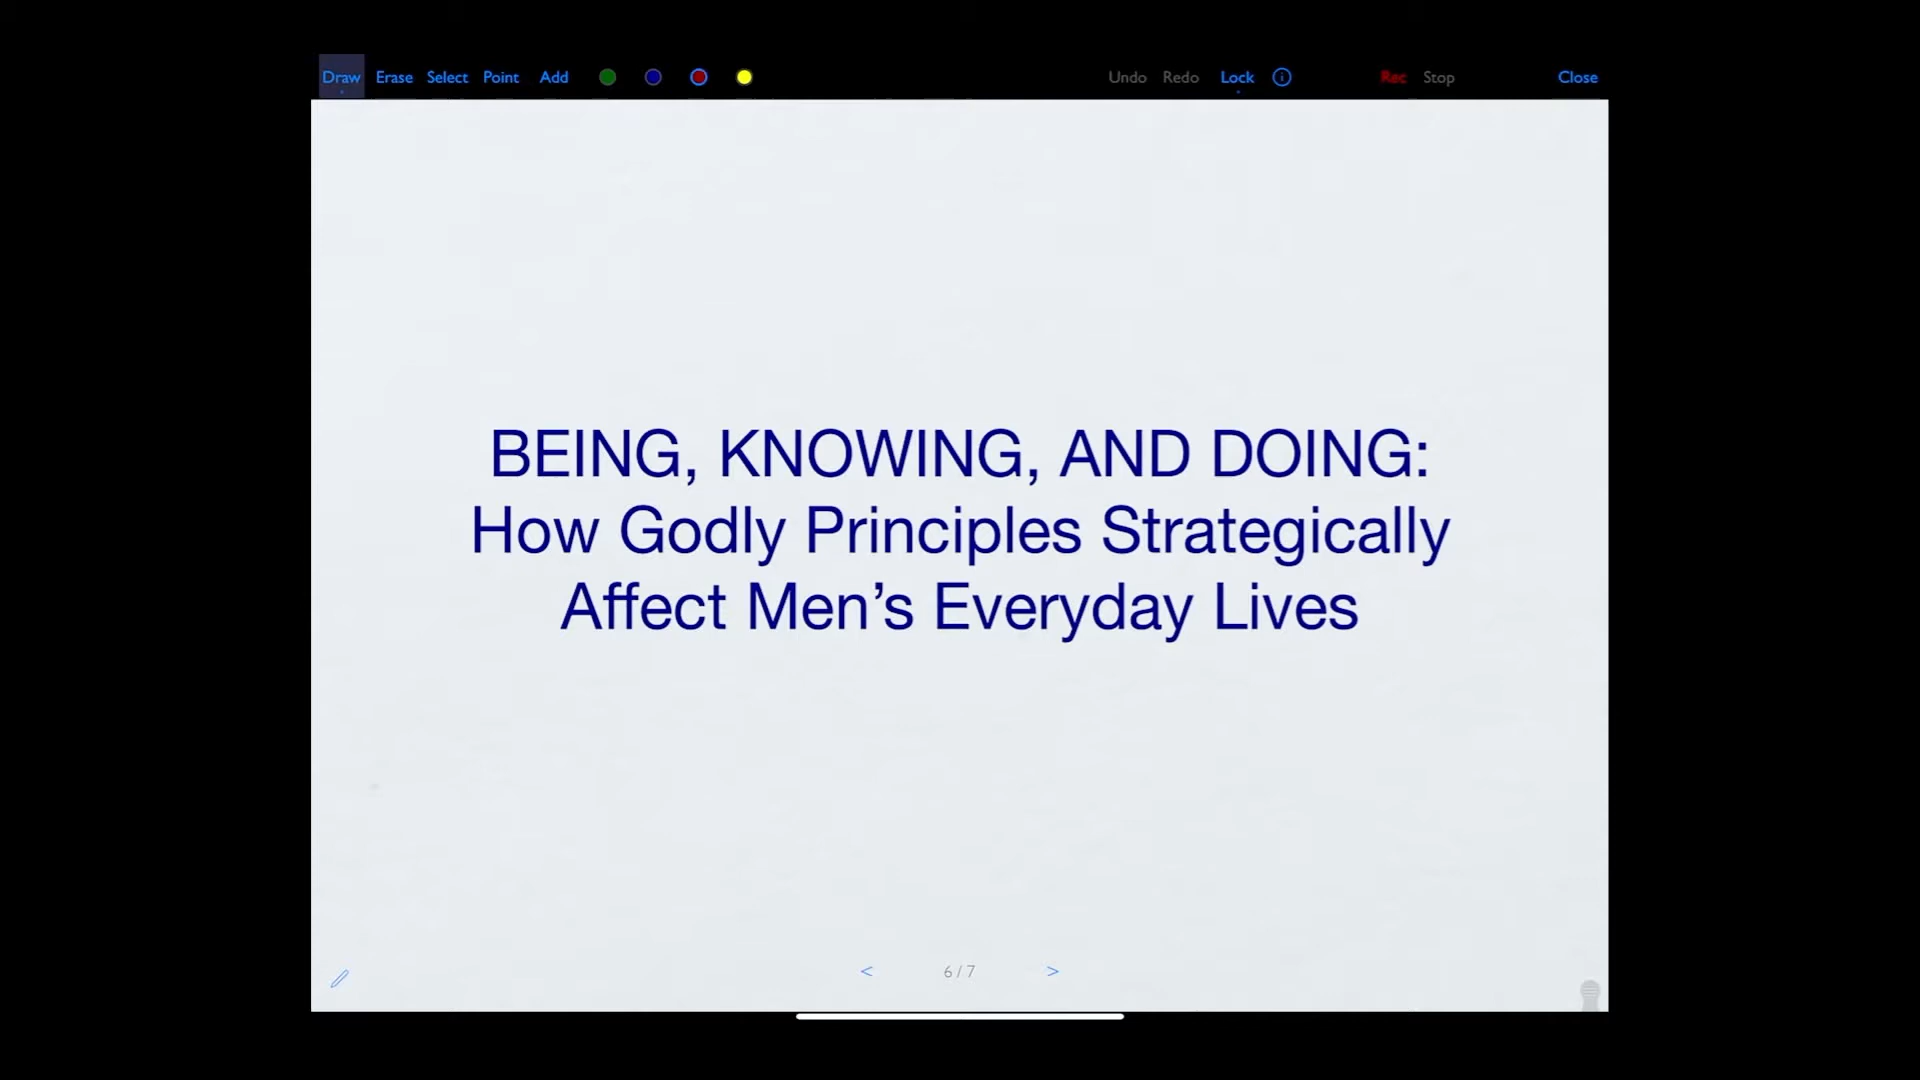 Draw Erase Select Point Add Undo Redo Lock Rec Stop Close
BEING, KNOWING, AND DOING:
How Godly Principles Strategically
Affect Men’s Everyday Lives
< 6 / 7 >